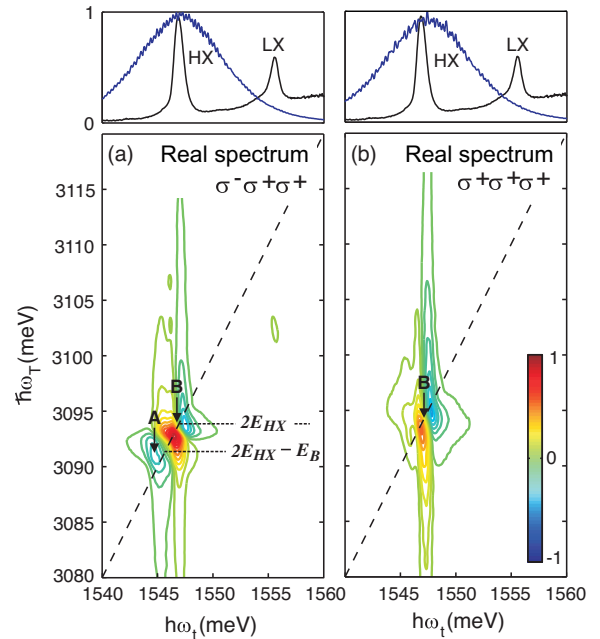 1
0
HX
LX
HX
LX
(a) Real spectrum
σ⁻σ⁺σ⁺
(b) Real spectrum
σ⁺σ⁺σ⁺
3115
3110
3105
3100
3095
3090
3085
3080
ħω_T(meV)
A
B
2E_HX
2E_HX − E_B
B
1
0
-1
1540
1545
1550
1560
1545
1550
1555
1560
hω_t(meV)
hω_t(meV)